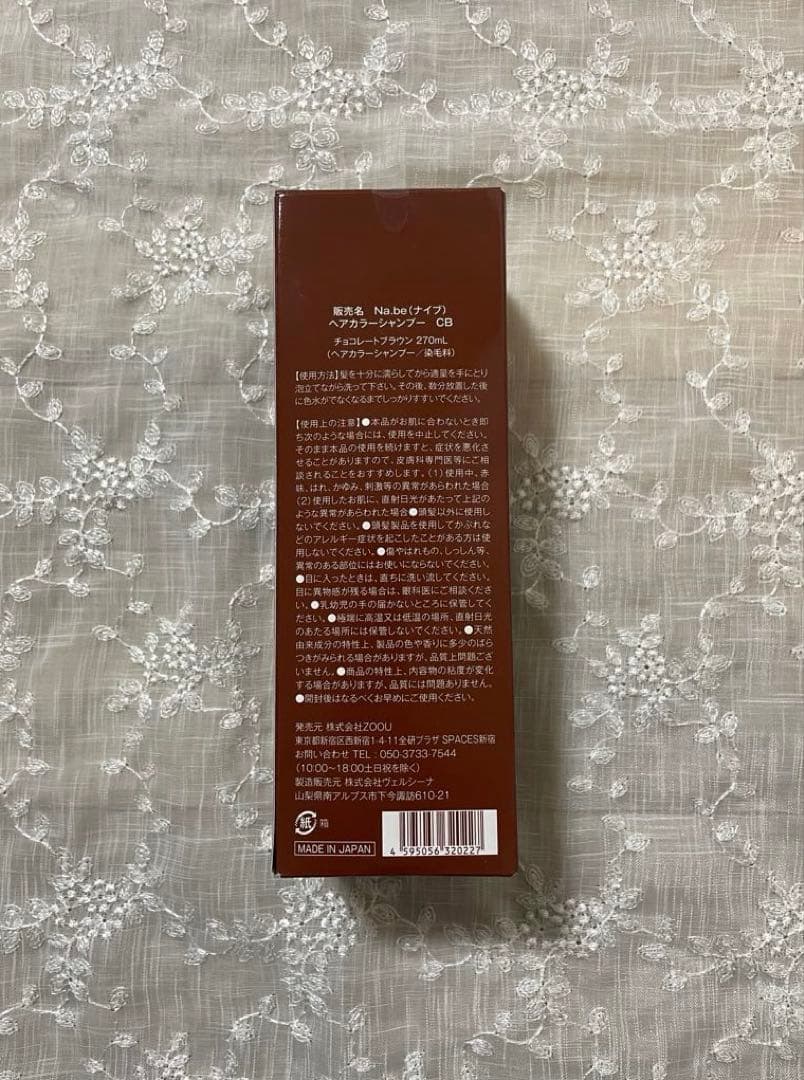 販売名 Na.be(ナイブ)
ヘアカラーシャンプー CB
チョコレートブラウン 270mL
(ヘアカラーシャンプー/染毛料)
【使用方法】髪を十分に濡らしてから適量を手にとり
泡立てながら洗って下さい。その後、数分放置した後
に色水がでなくなるまでしっかりすすいでください。
【使用上の注意】●本品がお肌に合わないとき即
ち次のような場合には、使用を中止してください。
そのまま本品の使用を続けますと、症状を悪化さ
せることがありますので、皮膚科専門医等にご相
談されることをおすすめします。(1)使用中、赤
味、はれ、かゆみ、刺激等の異常があらわれた場合
(2)使用したお肌に、直射日光があたって上記の
ような異常があらわれた場合●頭髪以外に使用し
ないでください。●頭髪製品を使用してかぶれな
どのアレルギー症状を起こしたことがある方は使
用しないでください。●傷やはれもの、しっしん等、
異常のある部位にはお使いにならないでください。
●目に入ったときは、直ちに洗い流してください。
目に異物感が残る場合は、眼科医にご相談くださ
い。●乳幼児の手の届かないところに保管してく
ださい。●極端に高温又は低温の場所、直射日光
のあたる場所には保管しないでください。●天然
由来成分の特性上、製品の色や香りに多少のばら
つきがみられる場合がありますが、品質上問題ござ
いません。●商品の特性上、内容物の粘度が変化
する場合がありますが、品質には問題ありません。
●開封後はなるべくお早めにご使用ください。
発売元 株式会社ZOOU
東京都新宿区西新宿1-4-11全研プラザ SPACES新宿
お問い合わせ TEL:050-3733-7544
(10:00~18:00土日祝を除く)
製造販売元 株式会社ヴェルシーナ
山梨県南アルプス市下今諏訪610-21
紙 箱
MADE IN JAPAN
4 595056 320227